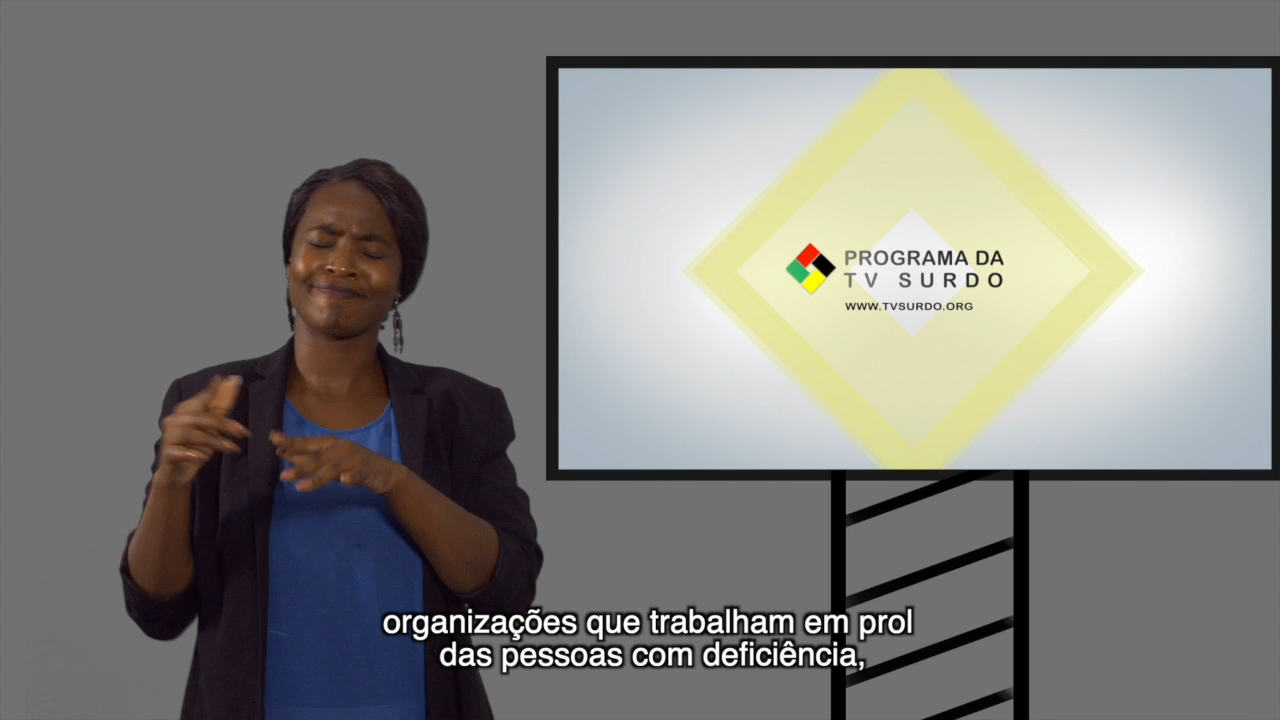 PROGRAMA DA
TV SURDO
WWW.TVSURDO.ORG
organizações que trabalham em prol
das pessoas com deficiência,